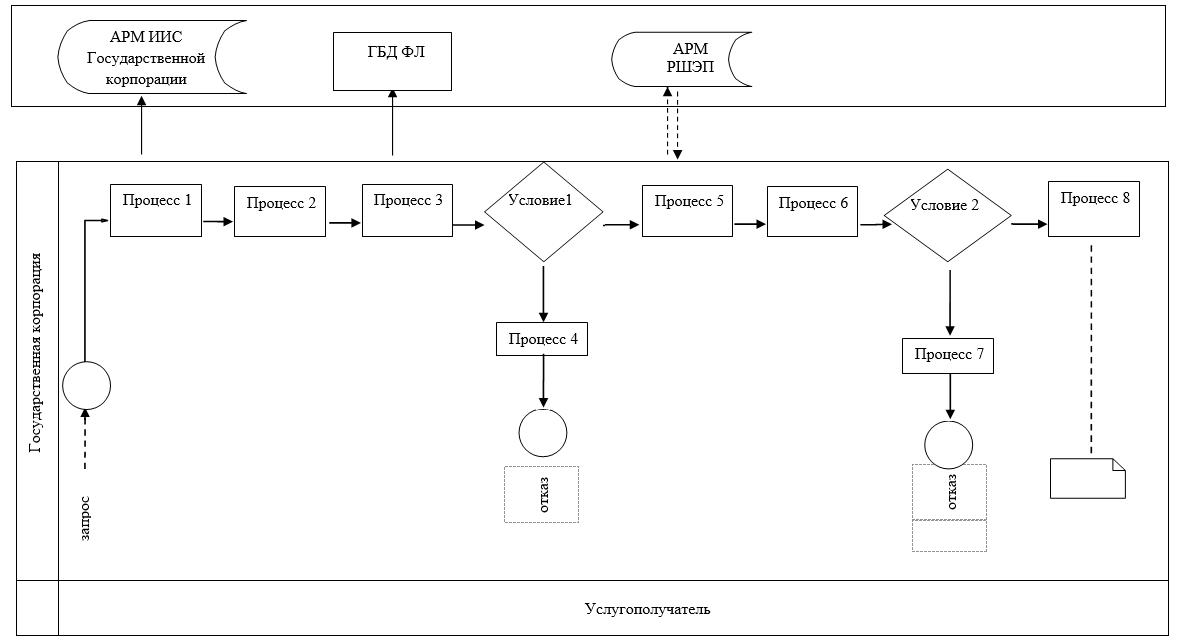 АРМ ИИС
Государственной
корпорации
ГБД ФЛ
АРМ
РШЭП
Государственная корпорация
Процесс 1
Процесс 2
Процесс 3
Условие1
Процесс 5
Процесс 6
Условие 2
Процесс 8
Процесс 4
Процесс 7
запрос
отказ
отказ
Услугополучатель